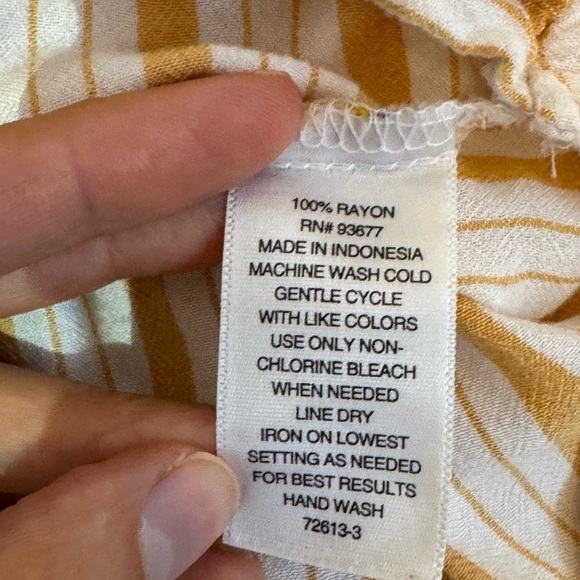 100% RAYON
RN# 93677
MADE IN INDONESIA
MACHINE WASH COLD
GENTLE CYCLE
WITH LIKE COLORS
USE ONLY NON-
CHLORINE BLEACH
WHEN NEEDED
LINE DRY
IRON ON LOWEST
SETTING AS NEEDED
FOR BEST RESULTS
HAND WASH
72613-3